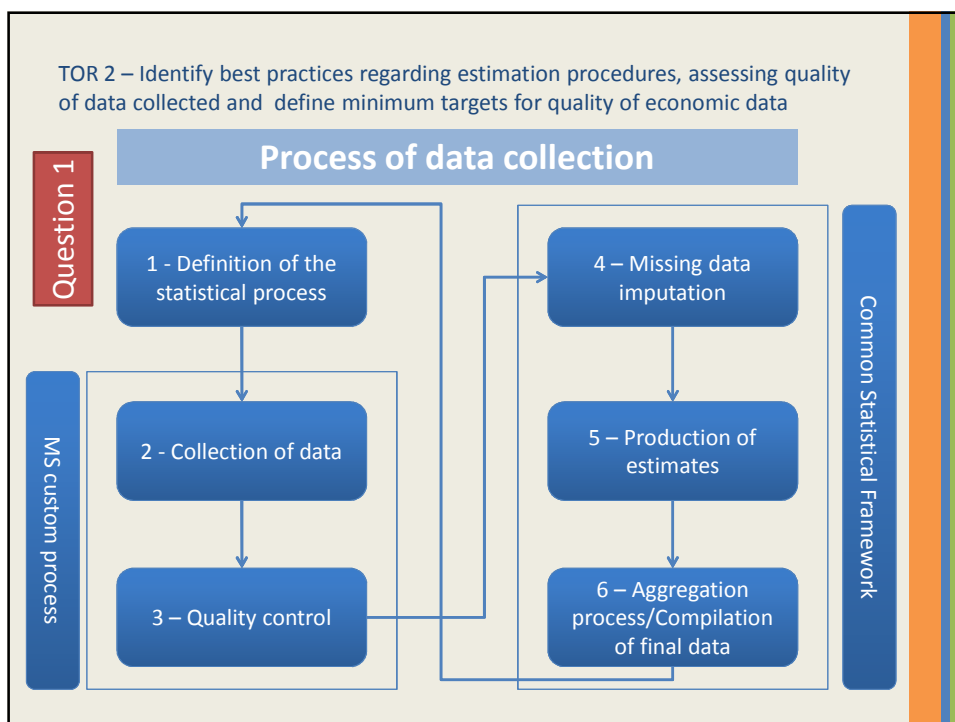 TOR 2 – Identify best practices regarding estimation procedures, assessing quality
of data collected and  define minimum targets for quality of economic data
Process of data collection
Question 1
1 - Definition of the
statistical process
2 - Collection of data
3 – Quality control
MS custom process
4 – Missing data
imputation
5 – Production of
estimates
6 – Aggregation
process/Compilation
of final data
Common Statistical Framework